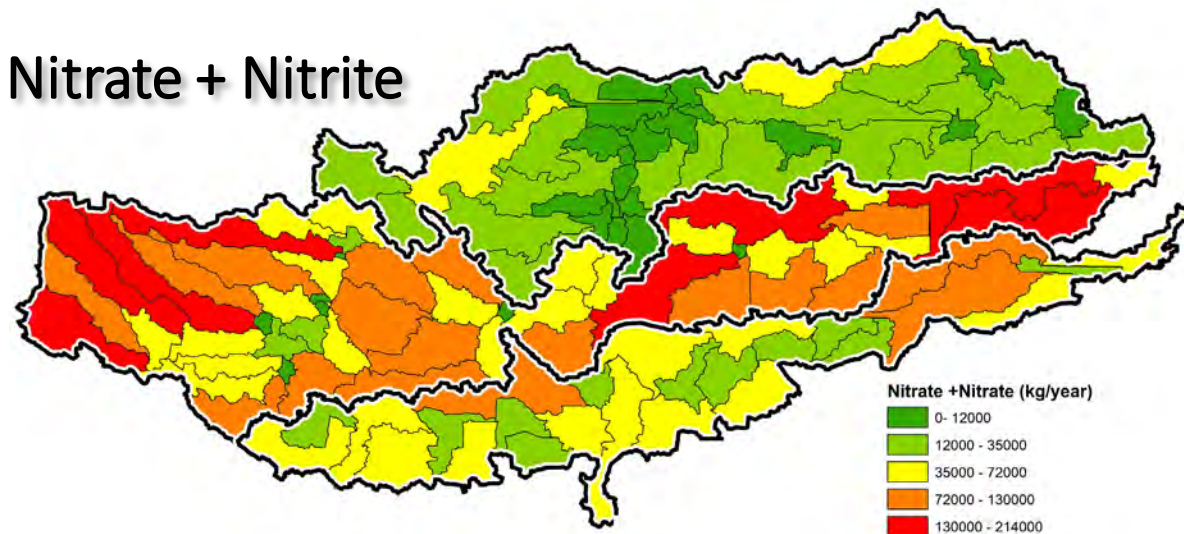 Nitrate + Nitrite
Nitrate +Nitrate (kg/year)
0- 12000
12000 - 35000
35000 - 72000
72000 - 130000
130000 - 214000